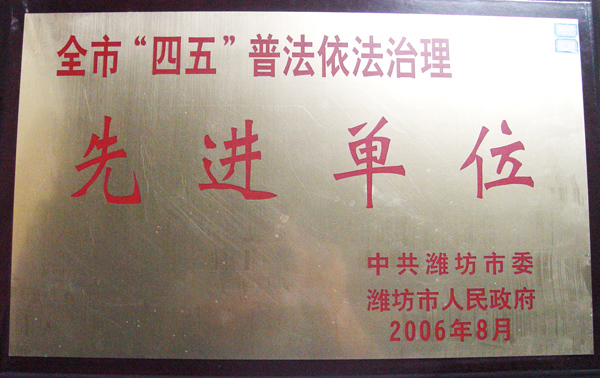 全市“四五”普法依法治理
先进单位
中共潍坊市委
潍坊市人民政府
2006年8月